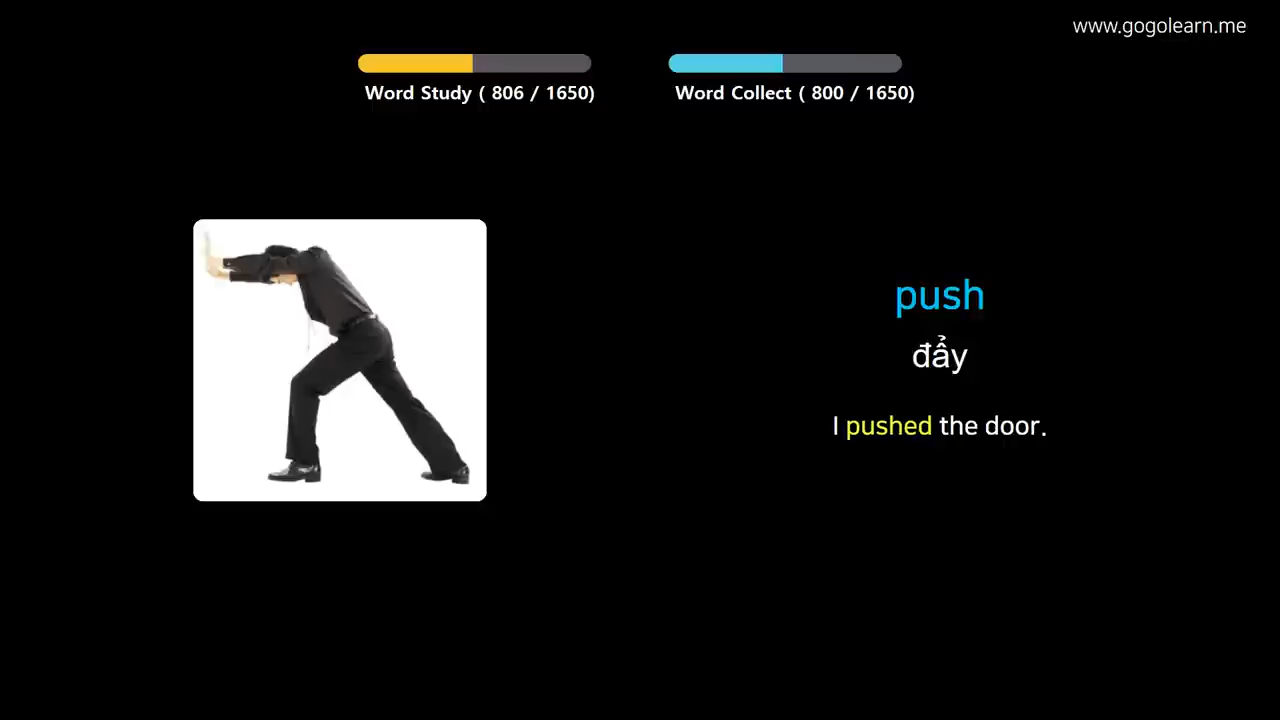 www.gogolearn.me
Word Study ( 806 / 1650)
Word Collect ( 800 / 1650)
push
đẩy
I pushed the door.